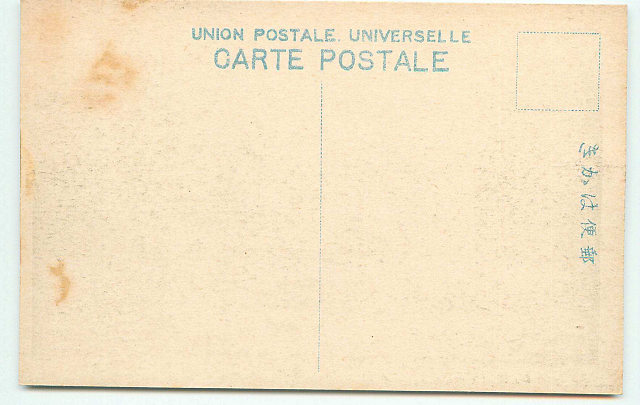 UNION POSTALE. UNIVERSELLE
CARTE POSTALE
郵便はかき